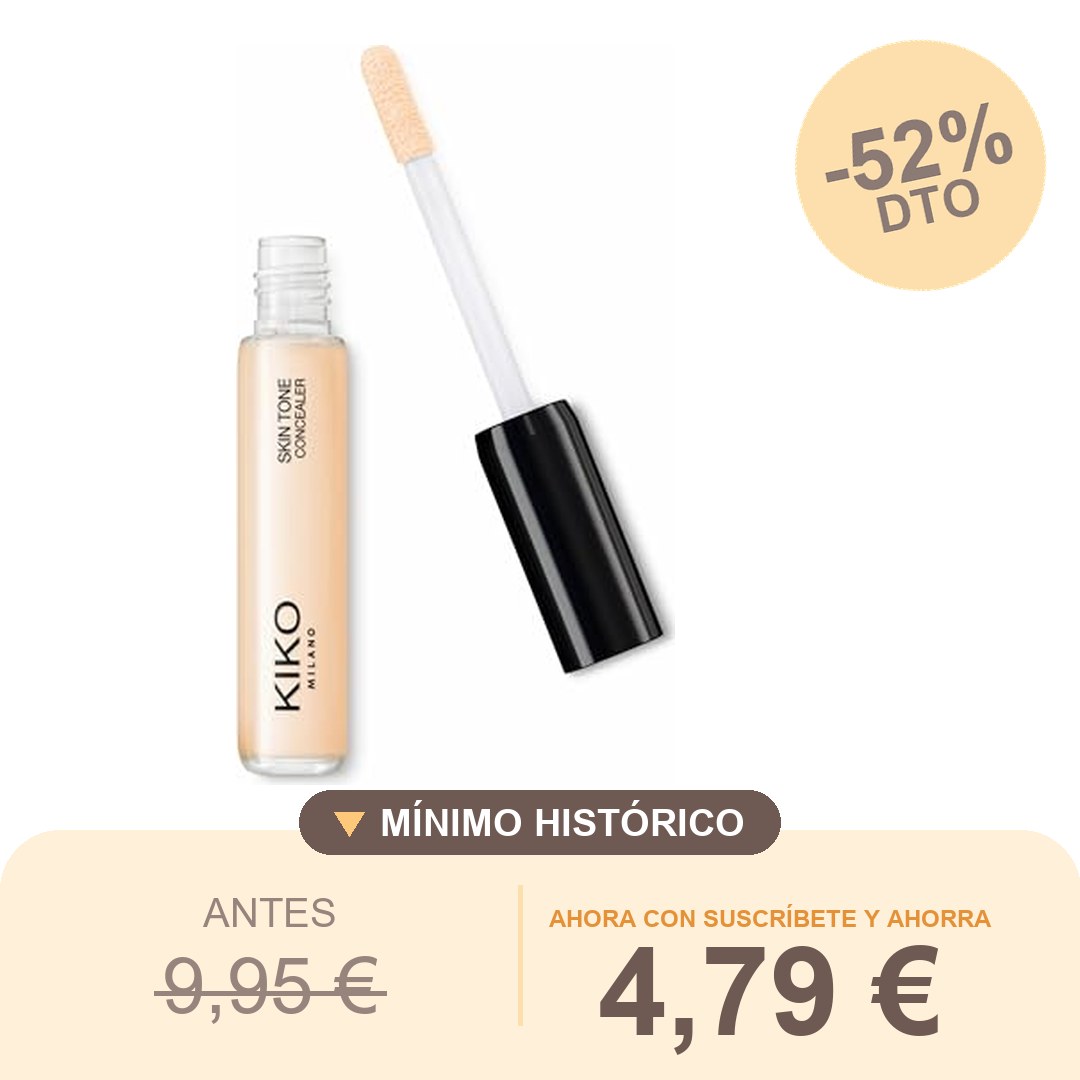 -52%
DTO
SKIN TONE
CONCEALER
KIKO
MILANO
MÍNIMO HISTÓRICO
ANTES
9,95 €
AHORA CON SUSCRÍBETE Y AHORRA
4,79 €